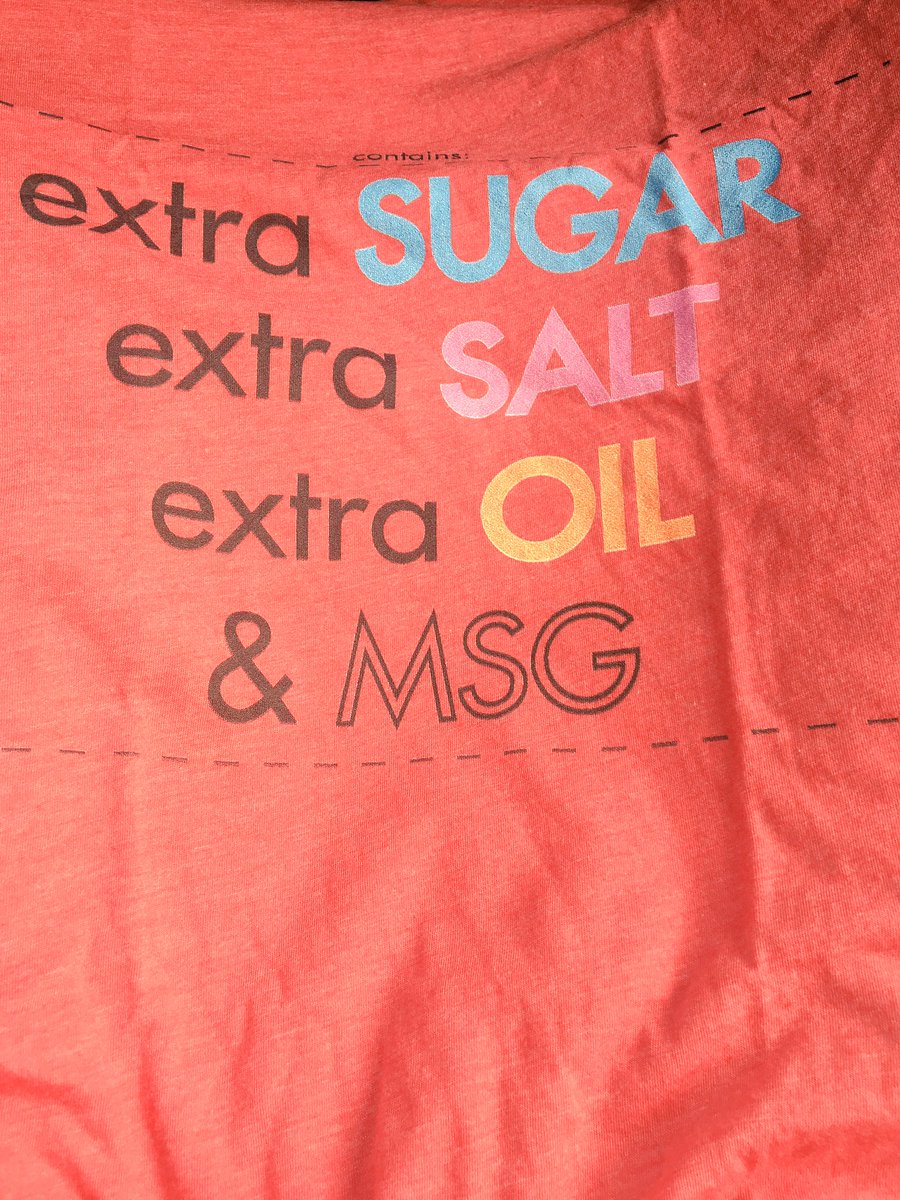 contains:
extra SUGAR
extra SALT
extra OIL
& MSG